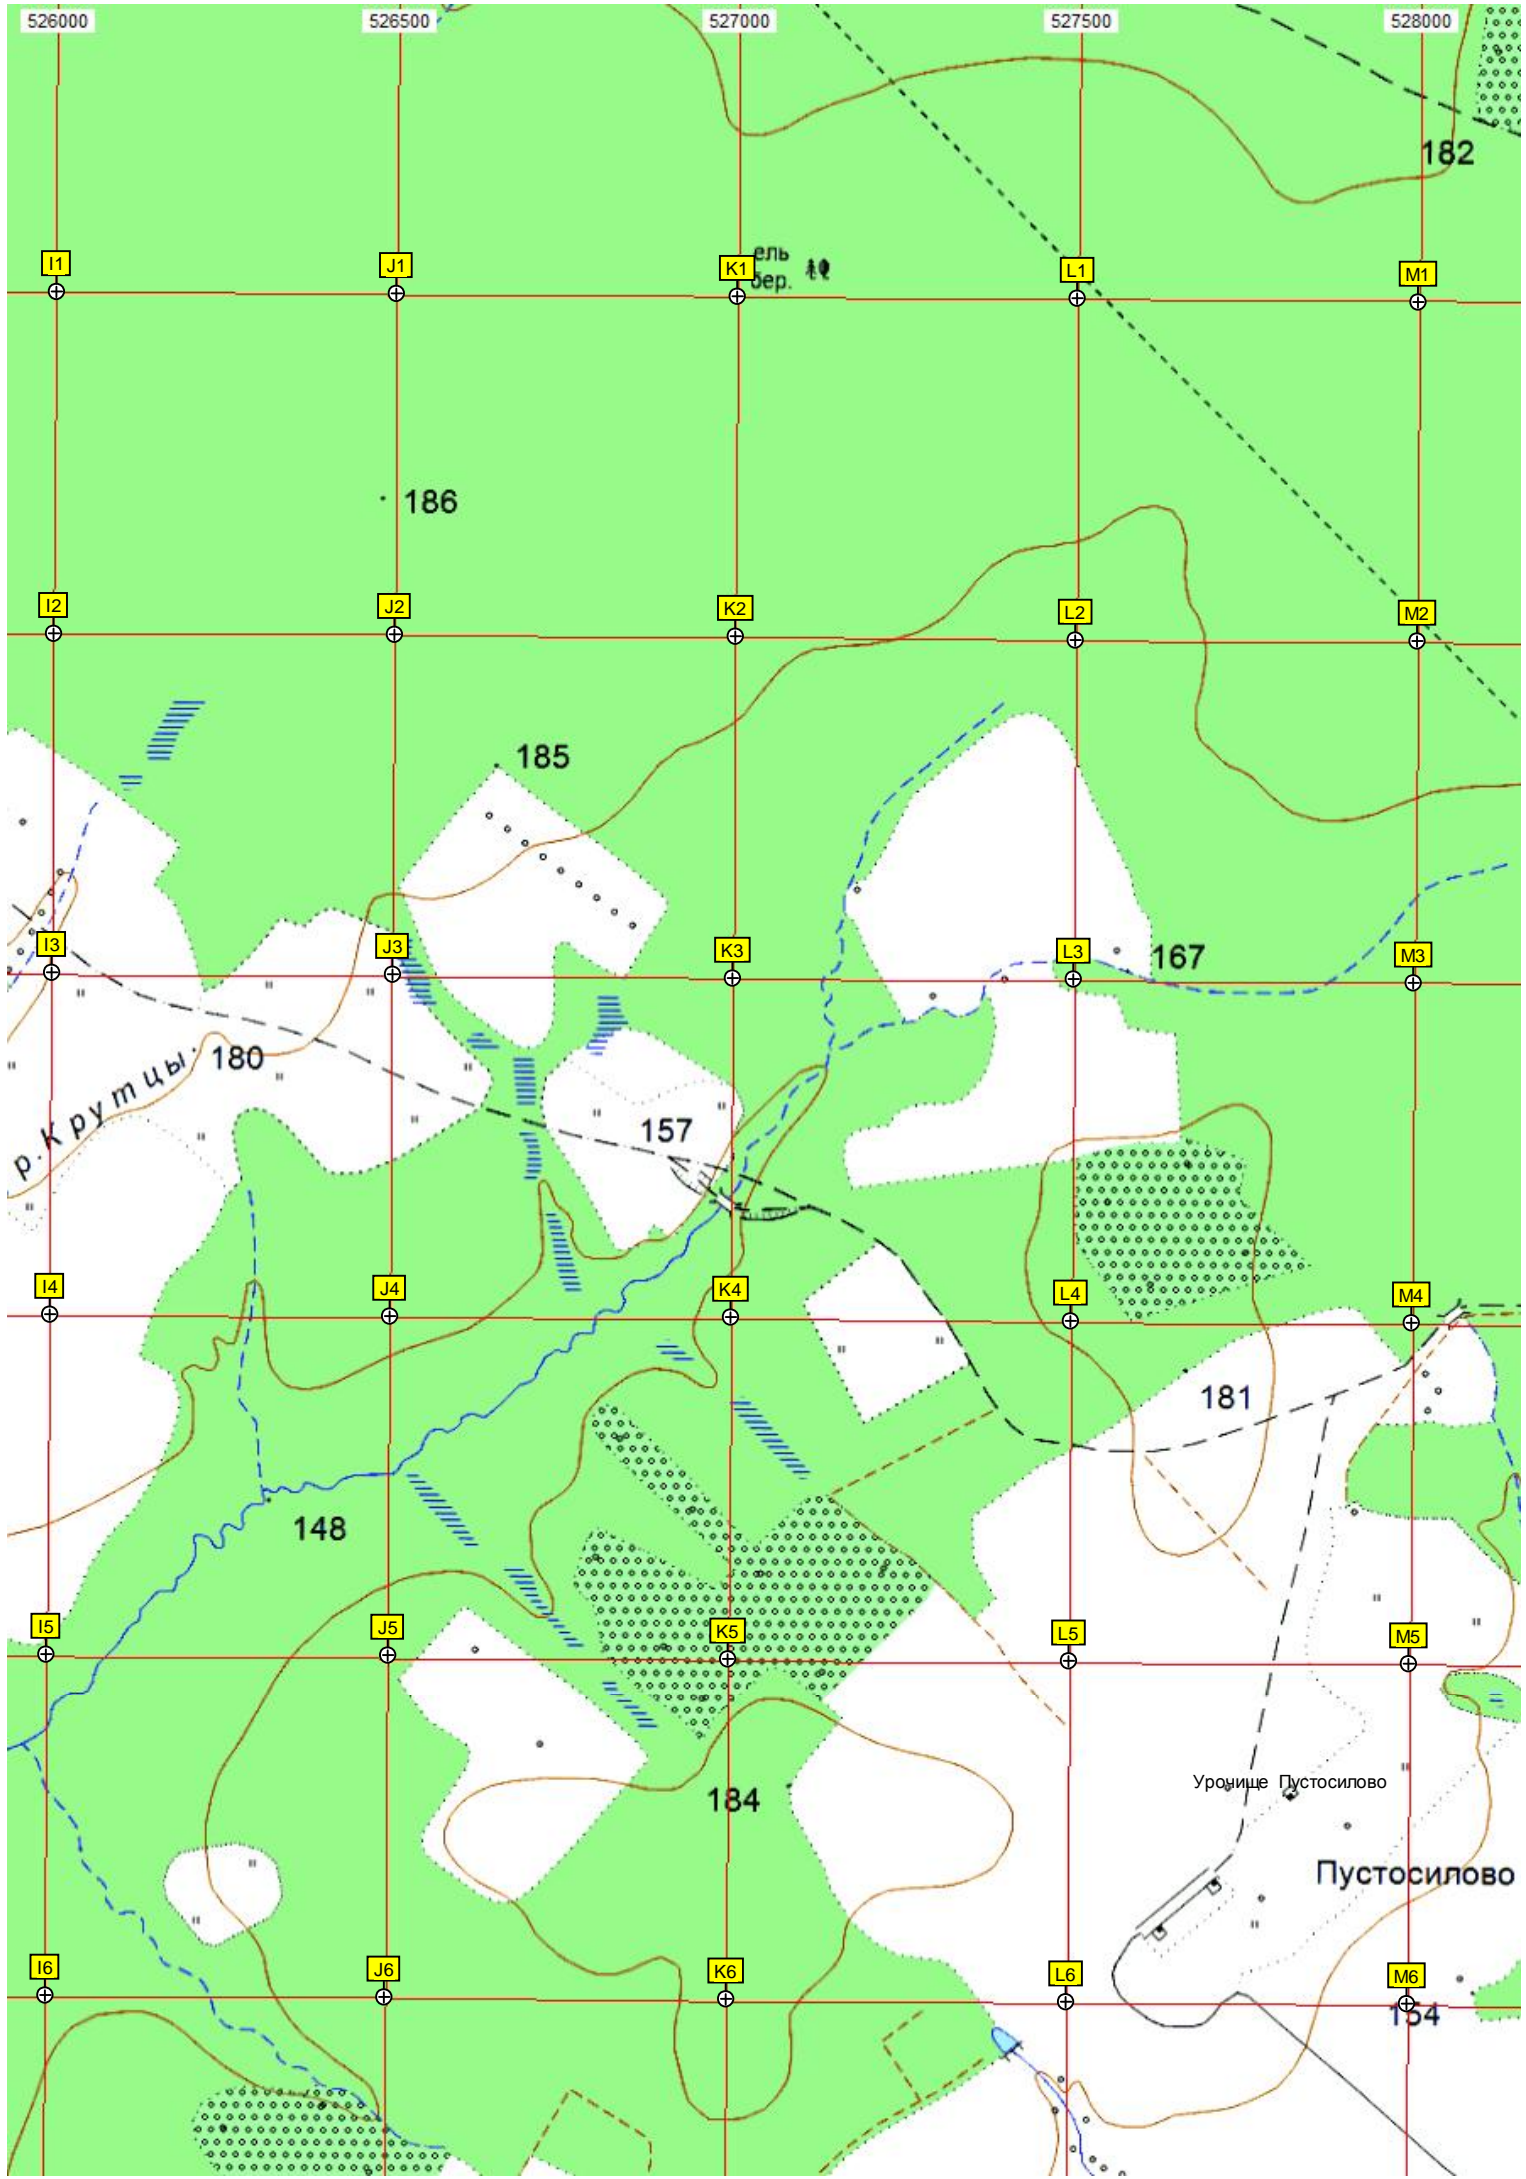 526000 526500 527000 527500 528000
182
I1 J1 K1 L1 M1
ель
бер.
186
I2 J2 K2 L2 M2
185
I3 J3 K3 L3 M3
167
р. Крутцы
180
157
I4 J4 K4 L4 M4
181
148
I5 J5 K5 L5 M5
184
Урочище Пустосилово
Пустосилово
I6 J6 K6 L6 M6
154